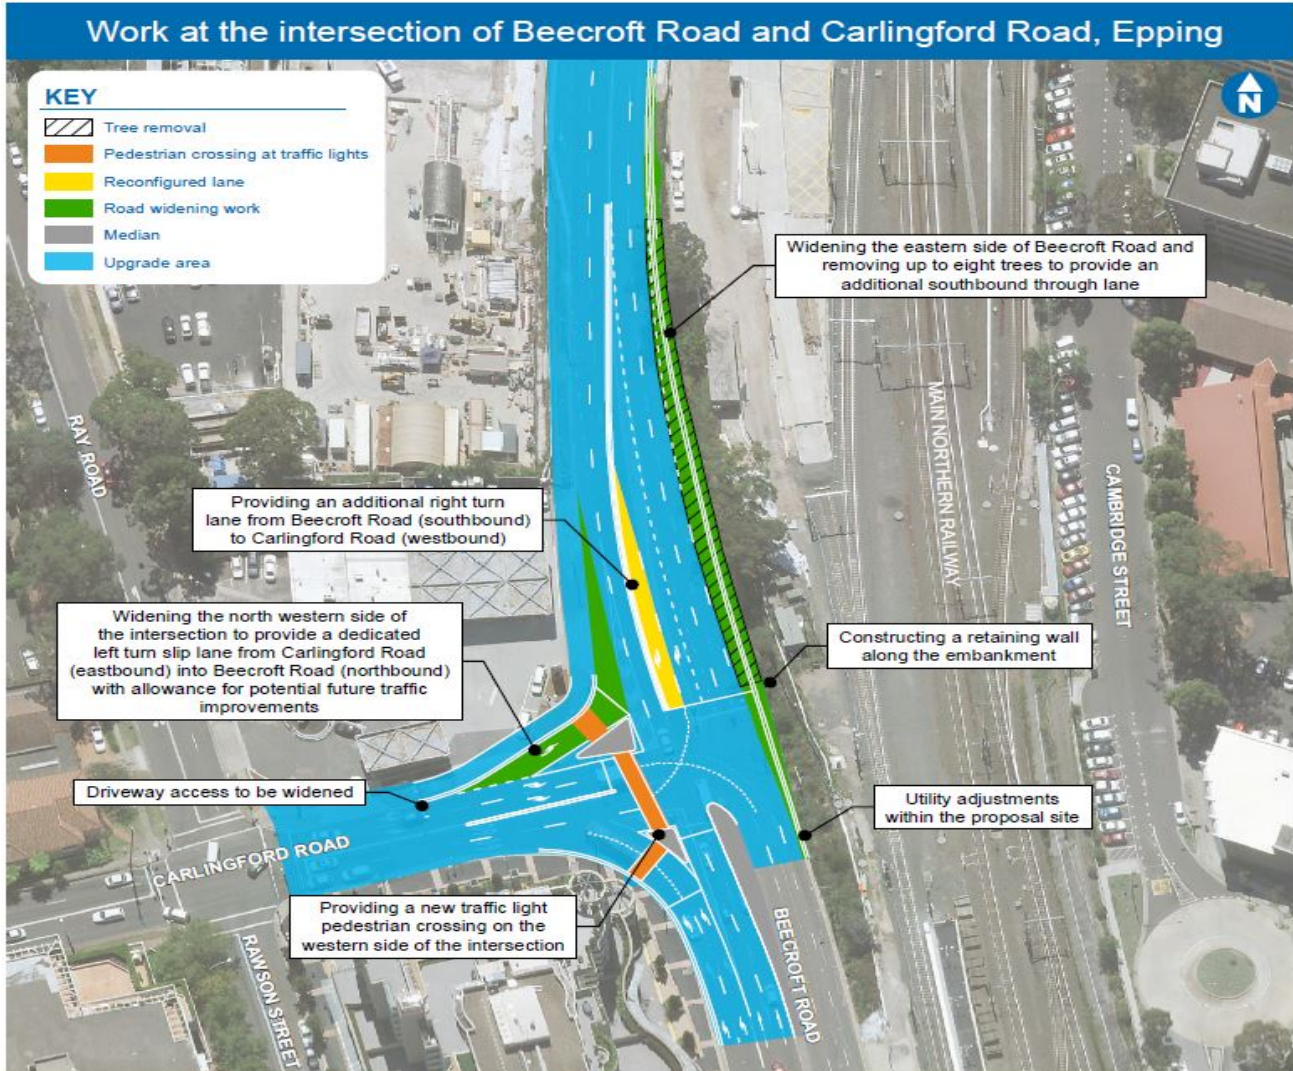 Work at the intersection of Beecroft Road and Carlingford Road, Epping
KEY
Tree removal
Pedestrian crossing at traffic lights
Reconfigured lane
Road widening work
Median
Upgrade area
N
Widening the eastern side of Beecroft Road and
removing up to eight trees to provide an
additional southbound through lane
RAY ROAD
MAIN NORTHERN RAILWAY
CAMBRIDGE STREET
Providing an additional right turn
lane from Beecroft Road (southbound)
to Carlingford Road (westbound)
Widening the north western side of
the intersection to provide a dedicated
left turn slip lane from Carlingford Road
(eastbound) into Beecroft Road (northbound)
with allowance for potential future traffic
improvements
Constructing a retaining wall
along the embankment
Driveway access to be widened
Utility adjustments
within the proposal site
CARLINGFORD ROAD
Providing a new traffic light
pedestrian crossing on the
western side of the intersection
RAWSON STREET
BEECROFT ROAD